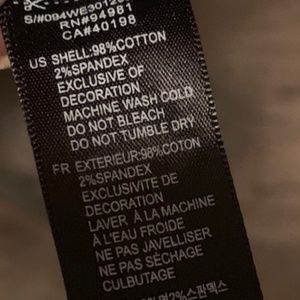 RN#94981
CA#40198
US SHELL:98%COTTON
2%SPANDEX
EXCLUSIVE OF
DECORATION
MACHINE WASH COLD
DO NOT BLEACH
DO NOT TUMBLE DRY
FR EXTERIEUR:98%COTON
2%SPANDEX
EXCLUSIVITE DE
DECORATION
LAVER À LA MACHINE
À L'EAU FROIDE
NE PAS JAVELLISER
NE PAS SÉCHAGE
CULBUTAGE